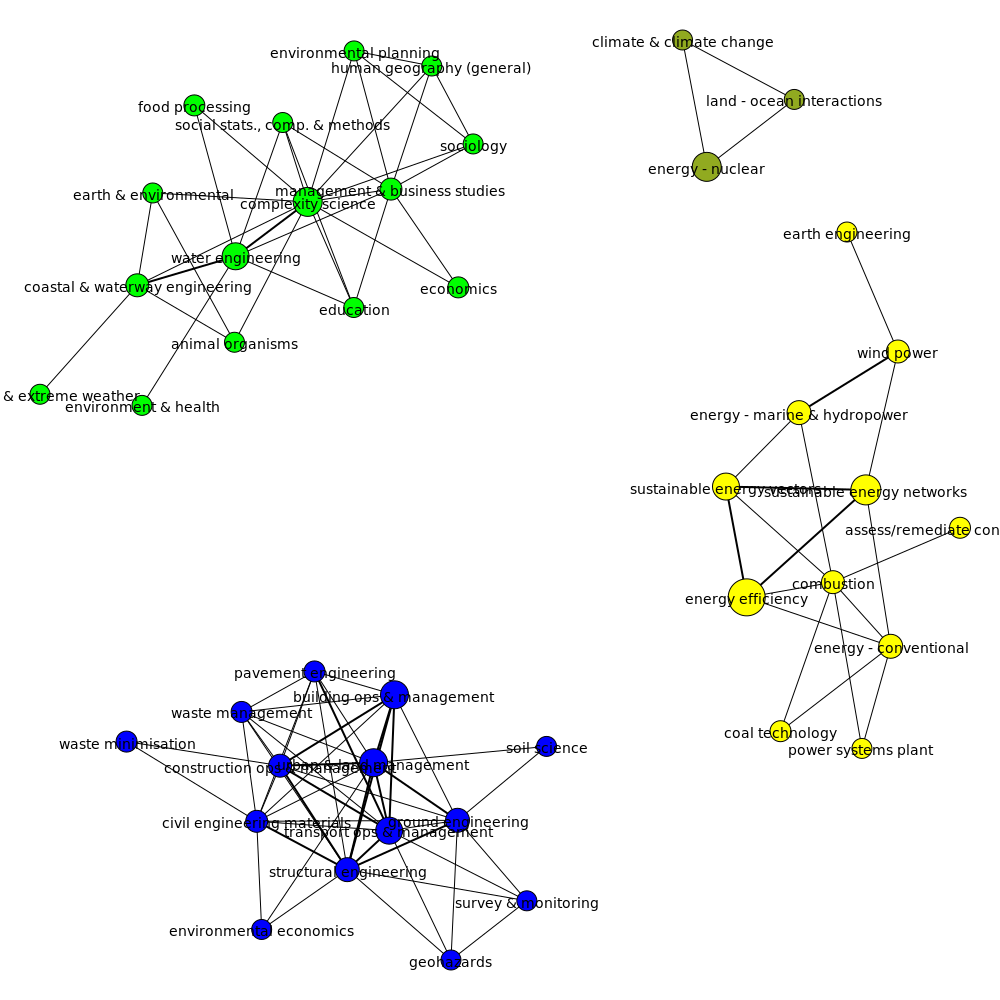 climate & climate change
environmental planning
human geography (general)
food processing
land - ocean interactions
social stats., comp. & methods
sociology
energy - nuclear
management & business studies
earth & environmental
complexity science
earth engineering
water engineering
coastal & waterway engineering
economics
education
animal organisms
wind power
& extreme weather
environment & health
energy - marine & hydropower
sustainable energy vectors
sustainable energy networks
assess/remediate con
combustion
energy efficiency
energy - conventional
pavement engineering
building ops & management
waste management
coal technology
waste minimisation
soil science
power systems plant
urban & land management
construction ops & management
civil engineering materials
ground engineering
transport ops & management
structural engineering
survey & monitoring
environmental economics
geohazards